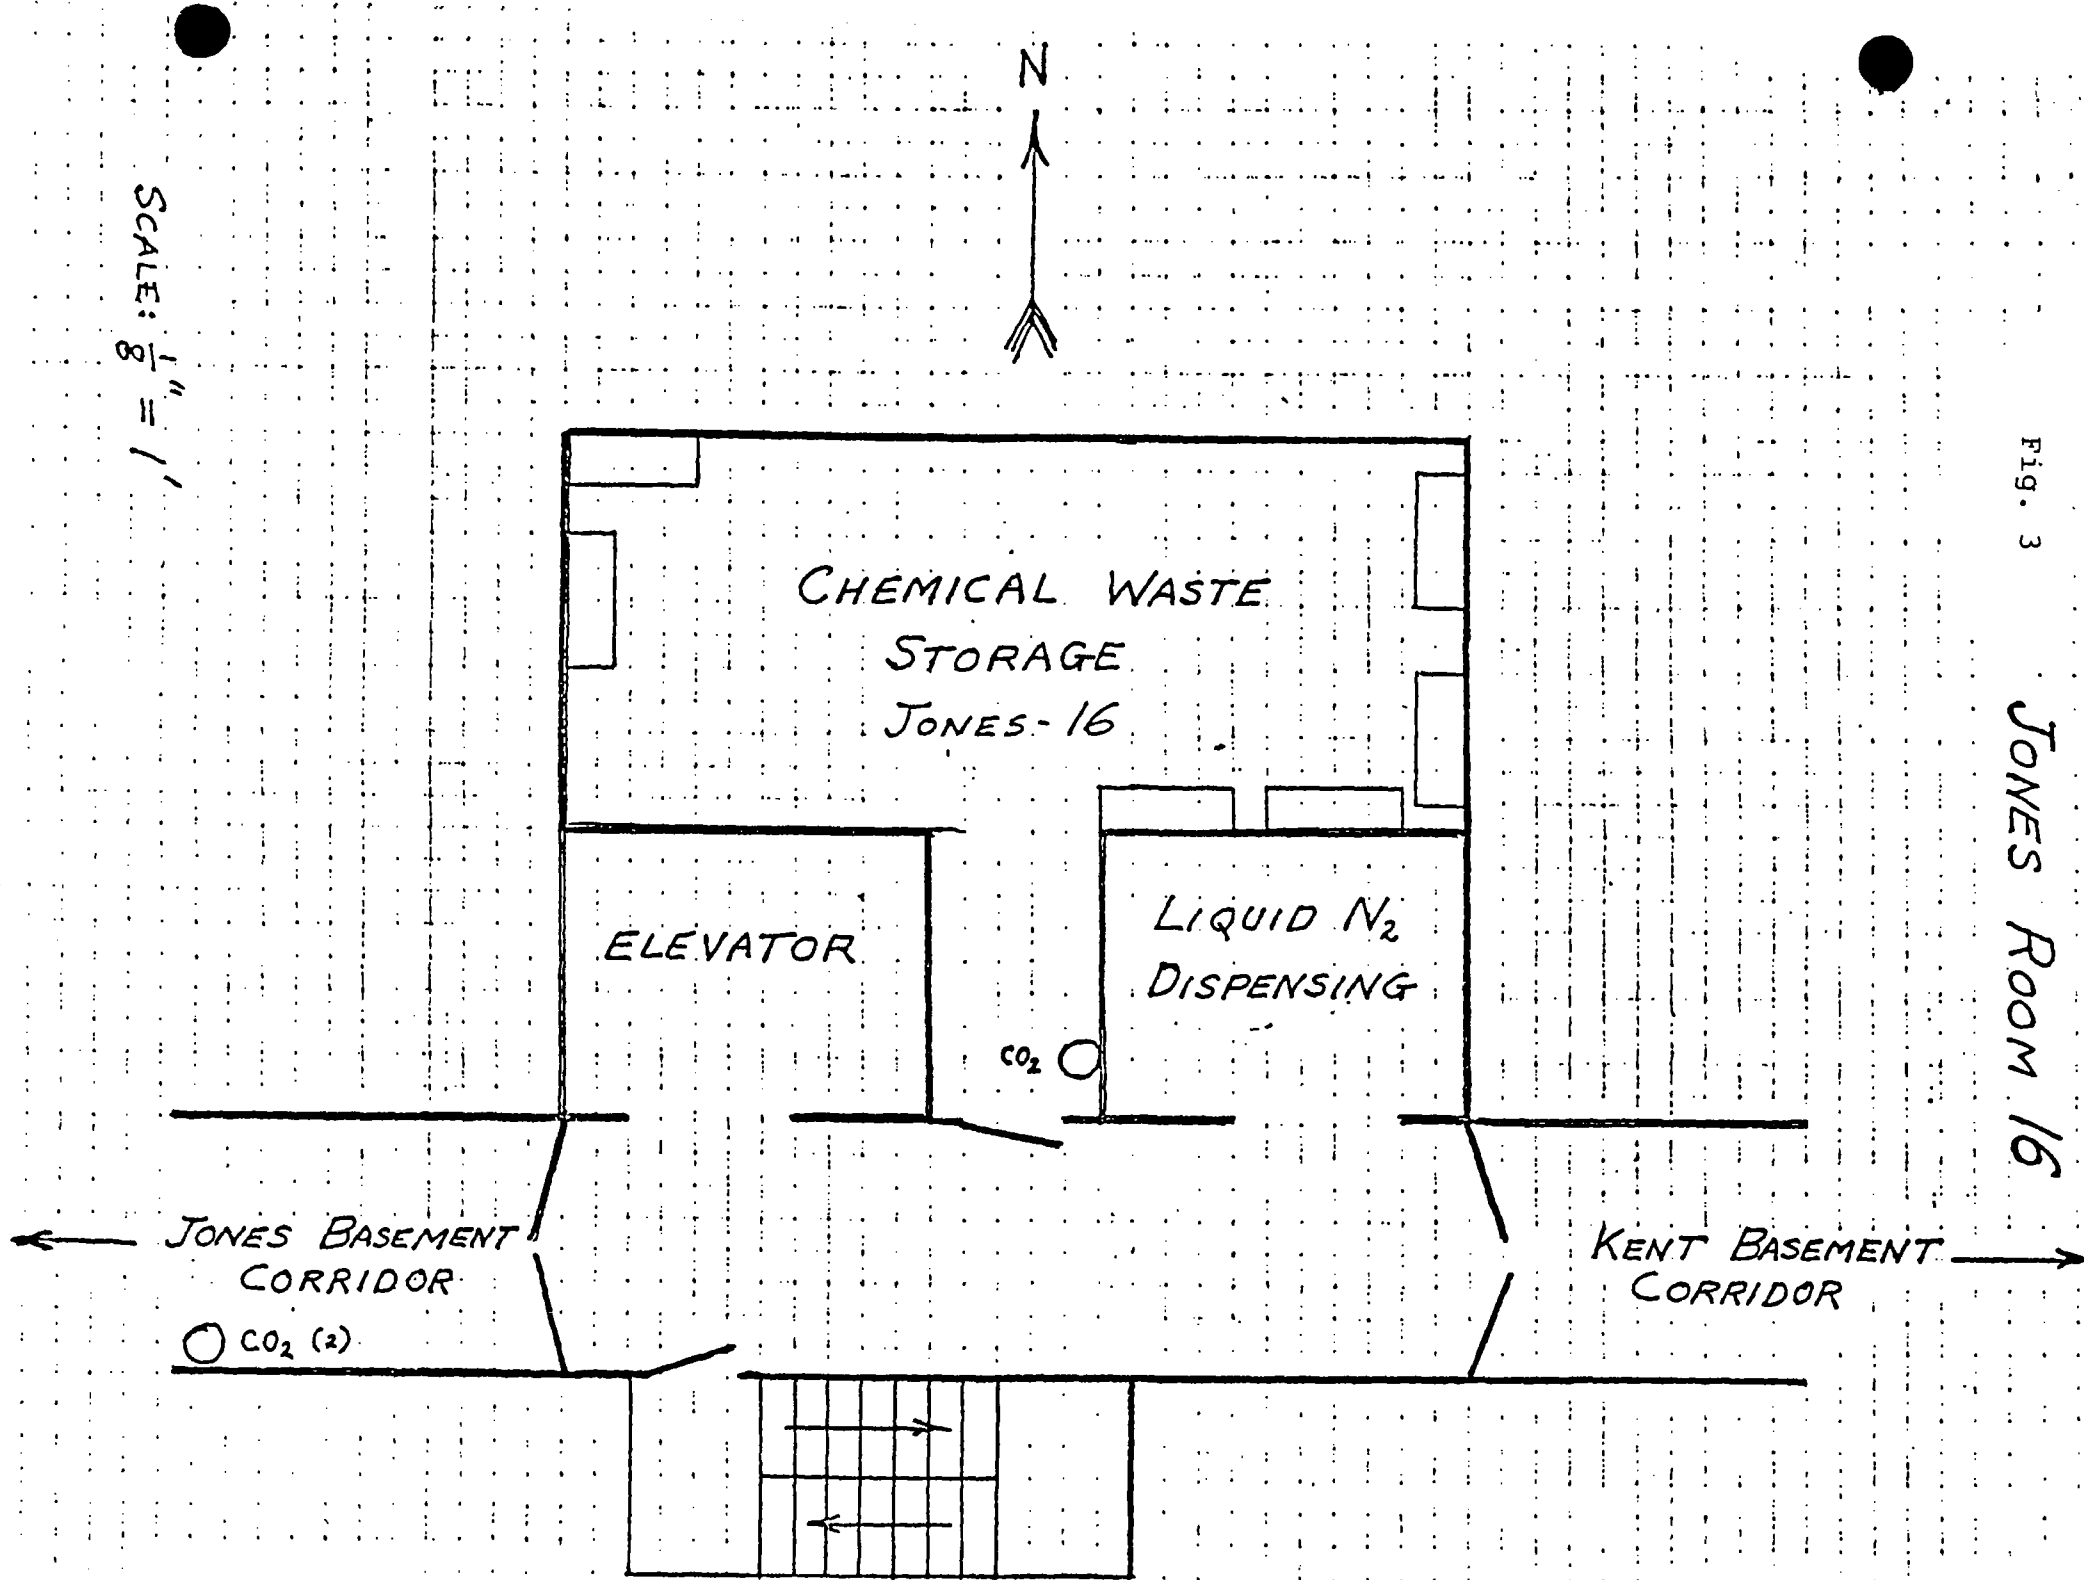 N
SCALE: 1/8" = 1'
Fig. 3
JONES ROOM 16
CHEMICAL WASTE
STORAGE
JONES-16
ELEVATOR
LIQUID N₂
DISPENSING
CO₂
JONES BASEMENT
CORRIDOR
KENT BASEMENT
CORRIDOR
CO₂ (2)